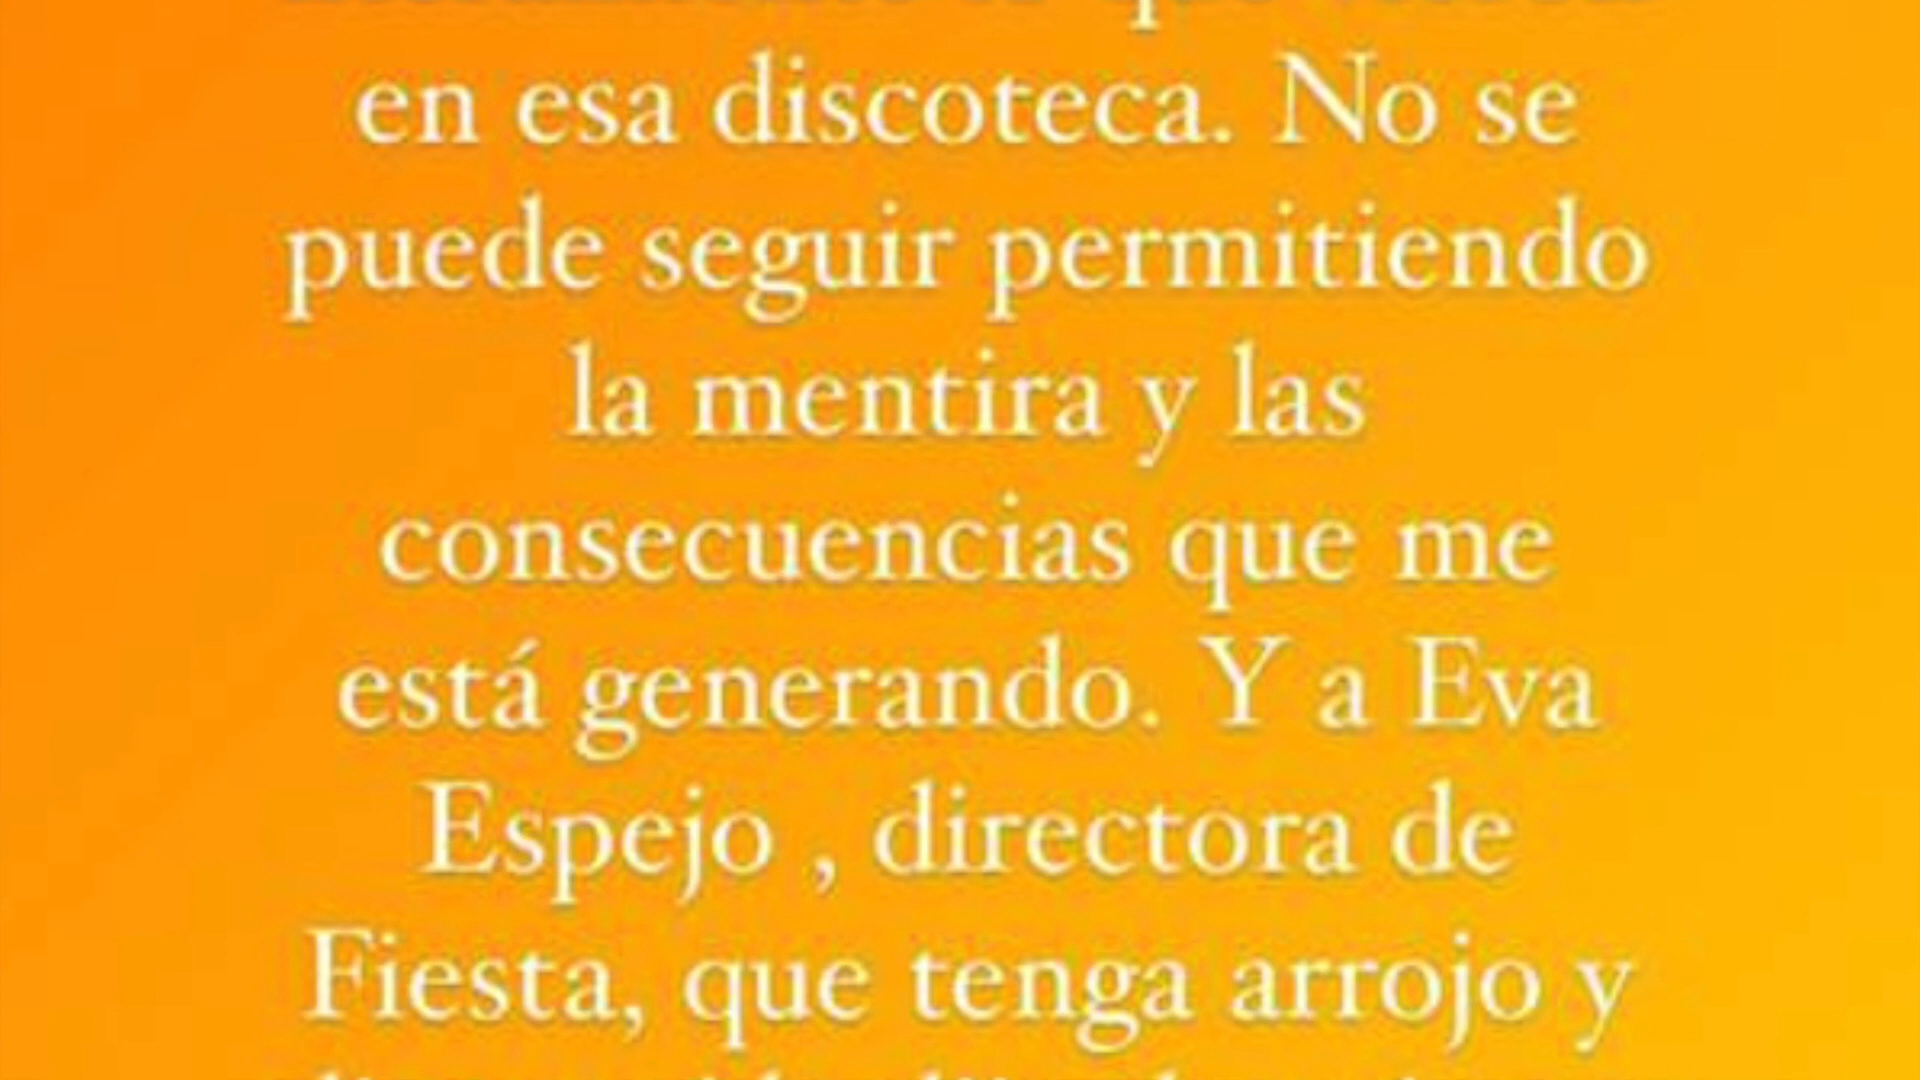 en esa discoteca. No se
puede seguir permitiendo
la mentira y las
consecuencias que me
está generando. Y a Eva
Espejo , directora de
Fiesta, que tenga arrojo y